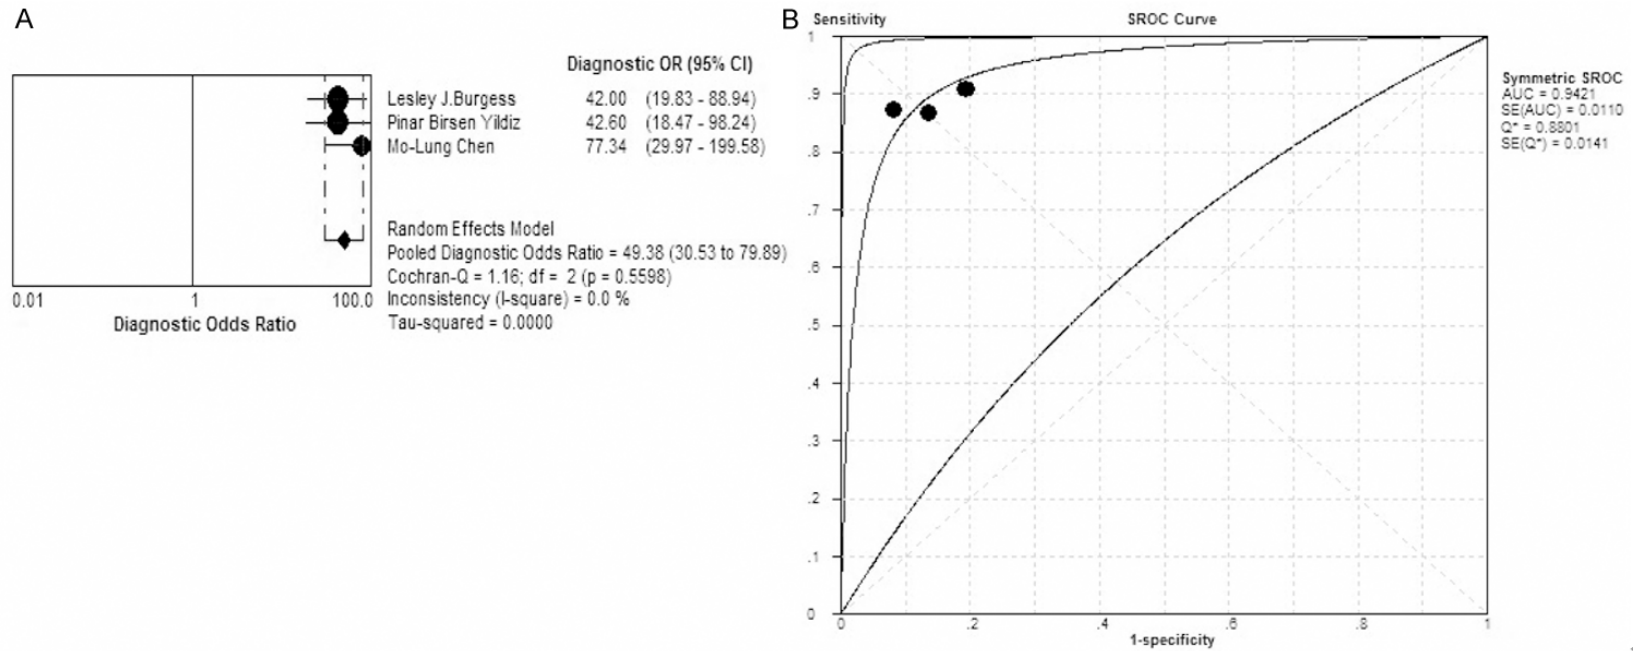 A
Diagnostic OR (95% CI)
Lesley J.Burgess 42.00 (19.83 - 88.94)
Pinar Birsen Yildiz 42.60 (18.47 - 98.24)
Mo-Lung Chen 77.34 (29.97 - 199.58)
Random Effects Model
Pooled Diagnostic Odds Ratio = 49.38 (30.53 to 79.89)
Cochran-Q = 1.16; df = 2 (p = 0.5598)
Inconsistency (I-square) = 0.0 %
Tau-squared = 0.0000
0.01 1 100.0
Diagnostic Odds Ratio
B
Sensitivity
SROC Curve
1
.9
.8
.7
.6
.5
.4
.3
.2
.1
0
0 .2 .4 .6 .8 1
1-specificity
Symmetric SROC
AUC = 0.9421
SE(AUC) = 0.0110
Q* = 0.8801
SE(Q*) = 0.0141